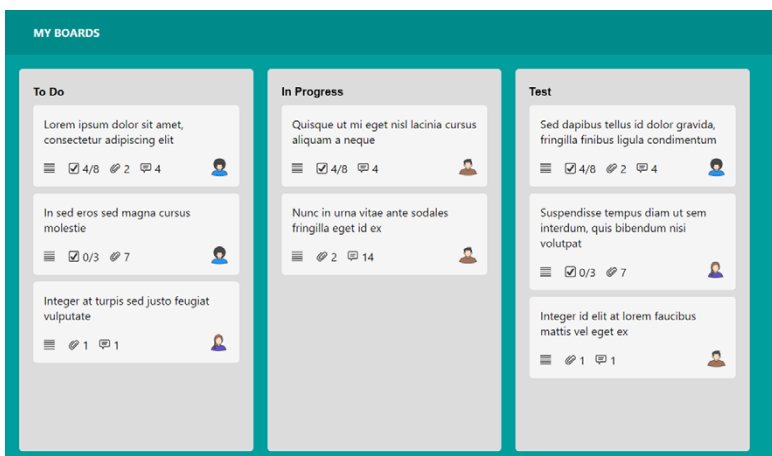 MY BOARDS
To Do
Lorem ipsum dolor sit amet,
consectetur adipiscing elit
4/8 2 4
In sed eros sed magna cursus
molestie
0/3 7
Integer at turpis sed justo feugiat
vulputate
1 1
In Progress
Quisque ut mi eget nisl lacinia cursus
aliquam a neque
4/8 4
Nunc in urna vitae ante sodales
fringilla eget id ex
2 14
Test
Sed dapibus tellus id dolor gravida,
fringilla finibus ligula condimentum
4/8 2 4
Suspendisse tempus diam ut sem
interdum, quis bibendum nisi
volutpat
0/3 7
Integer id elit at lorem faucibus
mattis vel eget ex
1 1